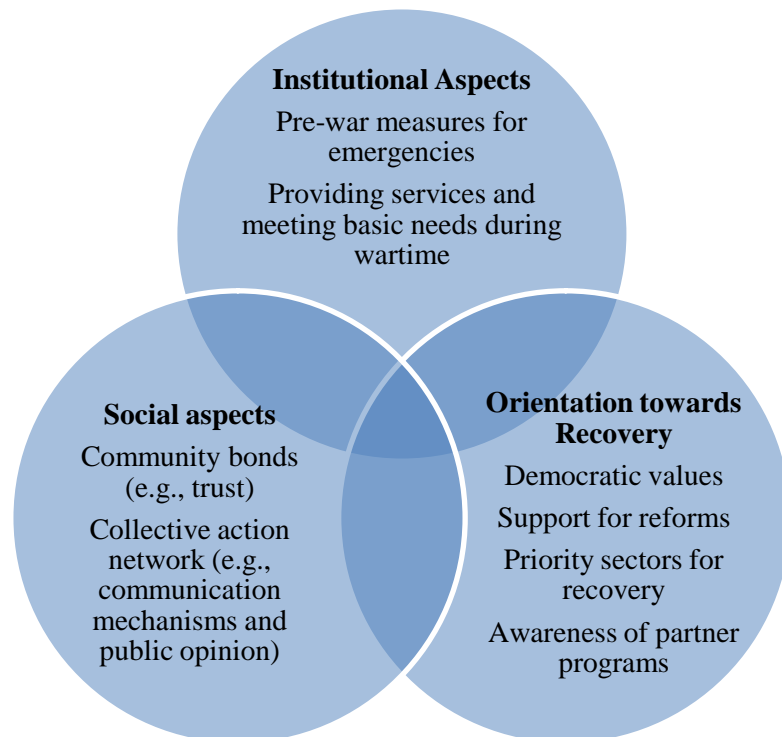 Institutional Aspects
Pre-war measures for
emergencies
Providing services and
meeting basic needs during
wartime
Social aspects
Community bonds
(e.g., trust)
Collective action
network (e.g.,
communication
mechanisms and
public opinion)
Orientation towards
Recovery
Democratic values
Support for reforms
Priority sectors for
recovery
Awareness of partner
programs